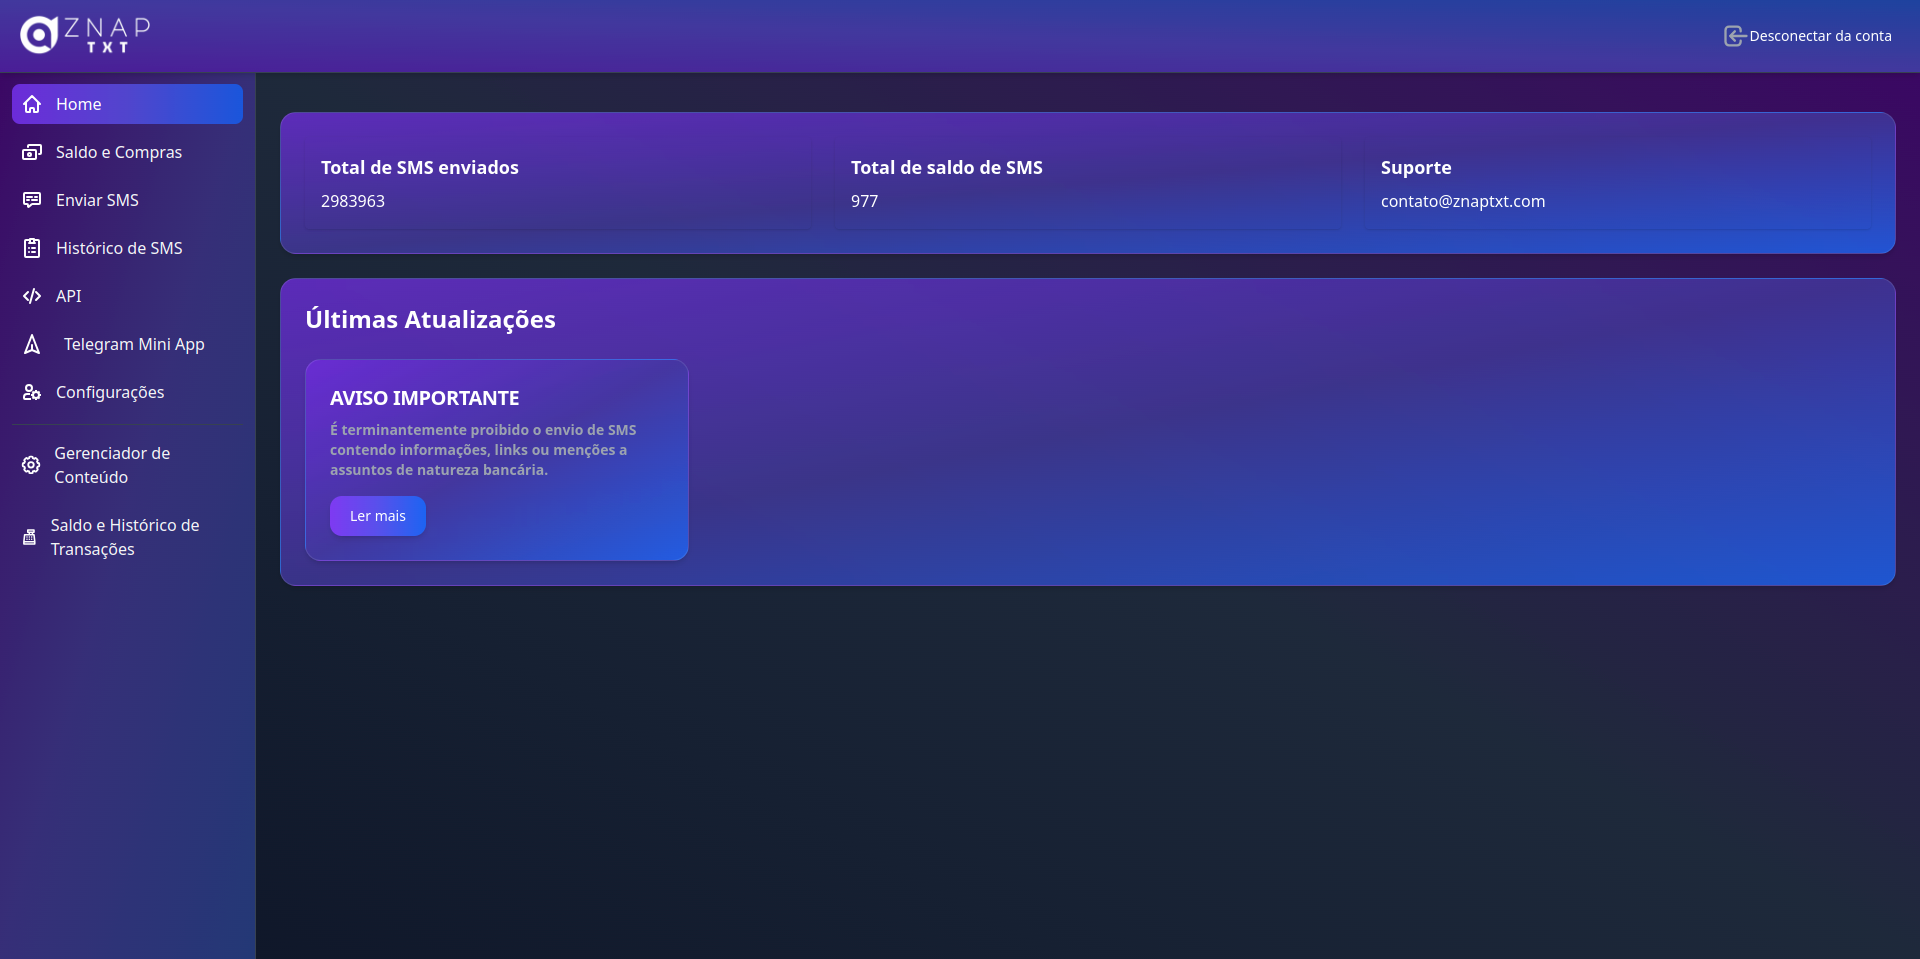 ZNAP
TXT
Desconectar da conta
Home
Saldo e Compras
Enviar SMS
Histórico de SMS
API
Telegram Mini App
Configurações
Gerenciador de
Conteúdo
Saldo e Histórico de
Transações
Total de SMS enviados
2983963
Total de saldo de SMS
977
Suporte
contato@znaptxt.com
Últimas Atualizações
AVISO IMPORTANTE
É terminantemente proibido o envio de SMS
contendo informações, links ou menções a
assuntos de natureza bancária.
Ler mais